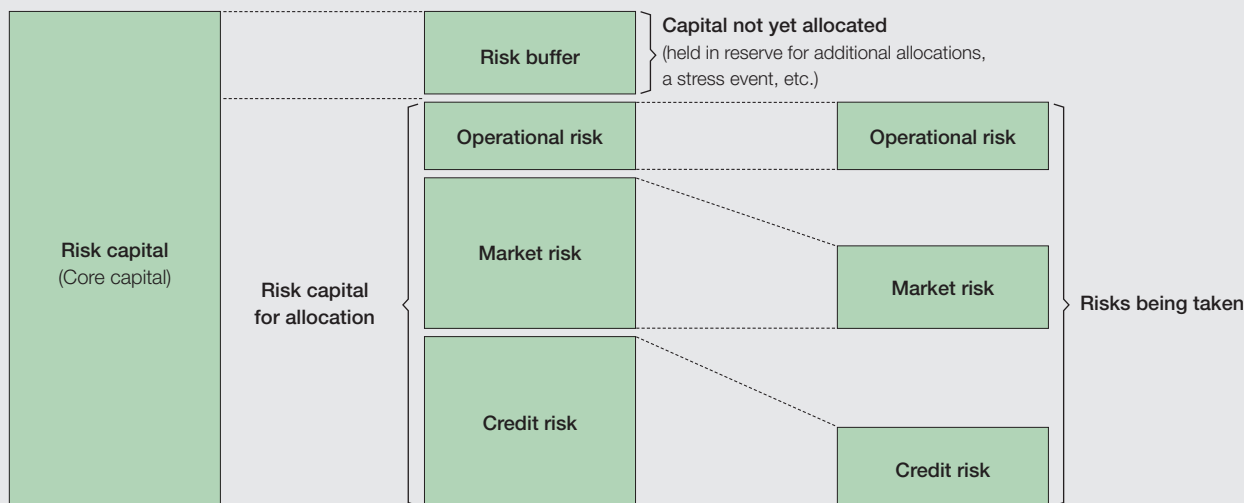 Risk capital
(Core capital)
Risk capital
for allocation
Risk buffer
Operational risk
Market risk
Credit risk
Capital not yet allocated
(held in reserve for additional allocations,
a stress event, etc.)
Operational risk
Market risk
Credit risk
Risks being taken